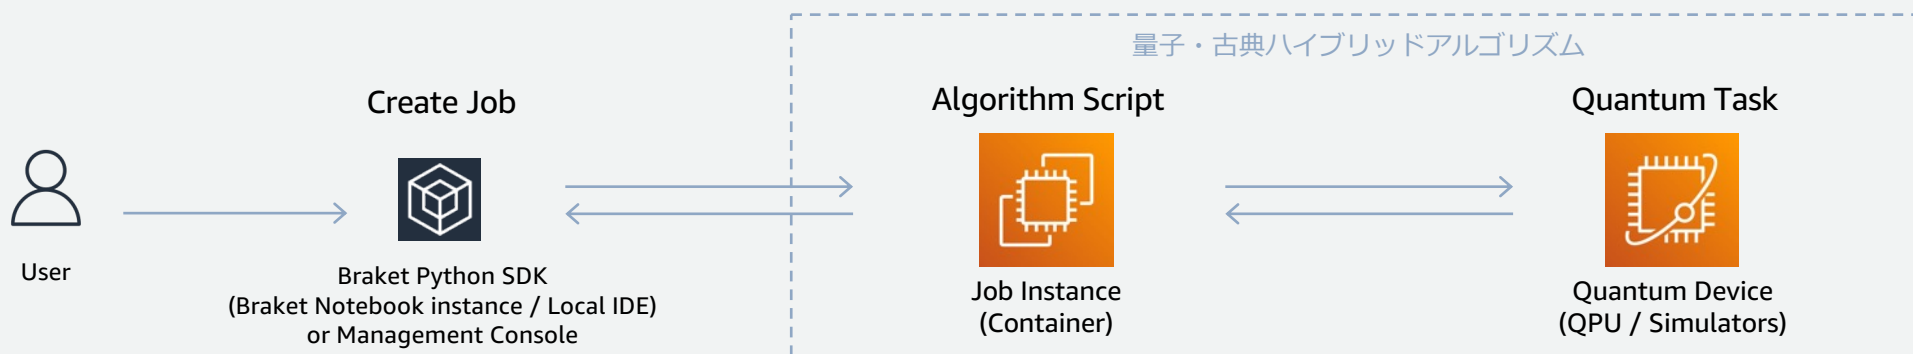 量子・古典ハイブリッドアルゴリズム
Create Job
Algorithm Script
Quantum Task
User
Braket Python SDK
(Braket Notebook instance / Local IDE)
or Management Console
Job Instance
(Container)
Quantum Device
(QPU / Simulators)